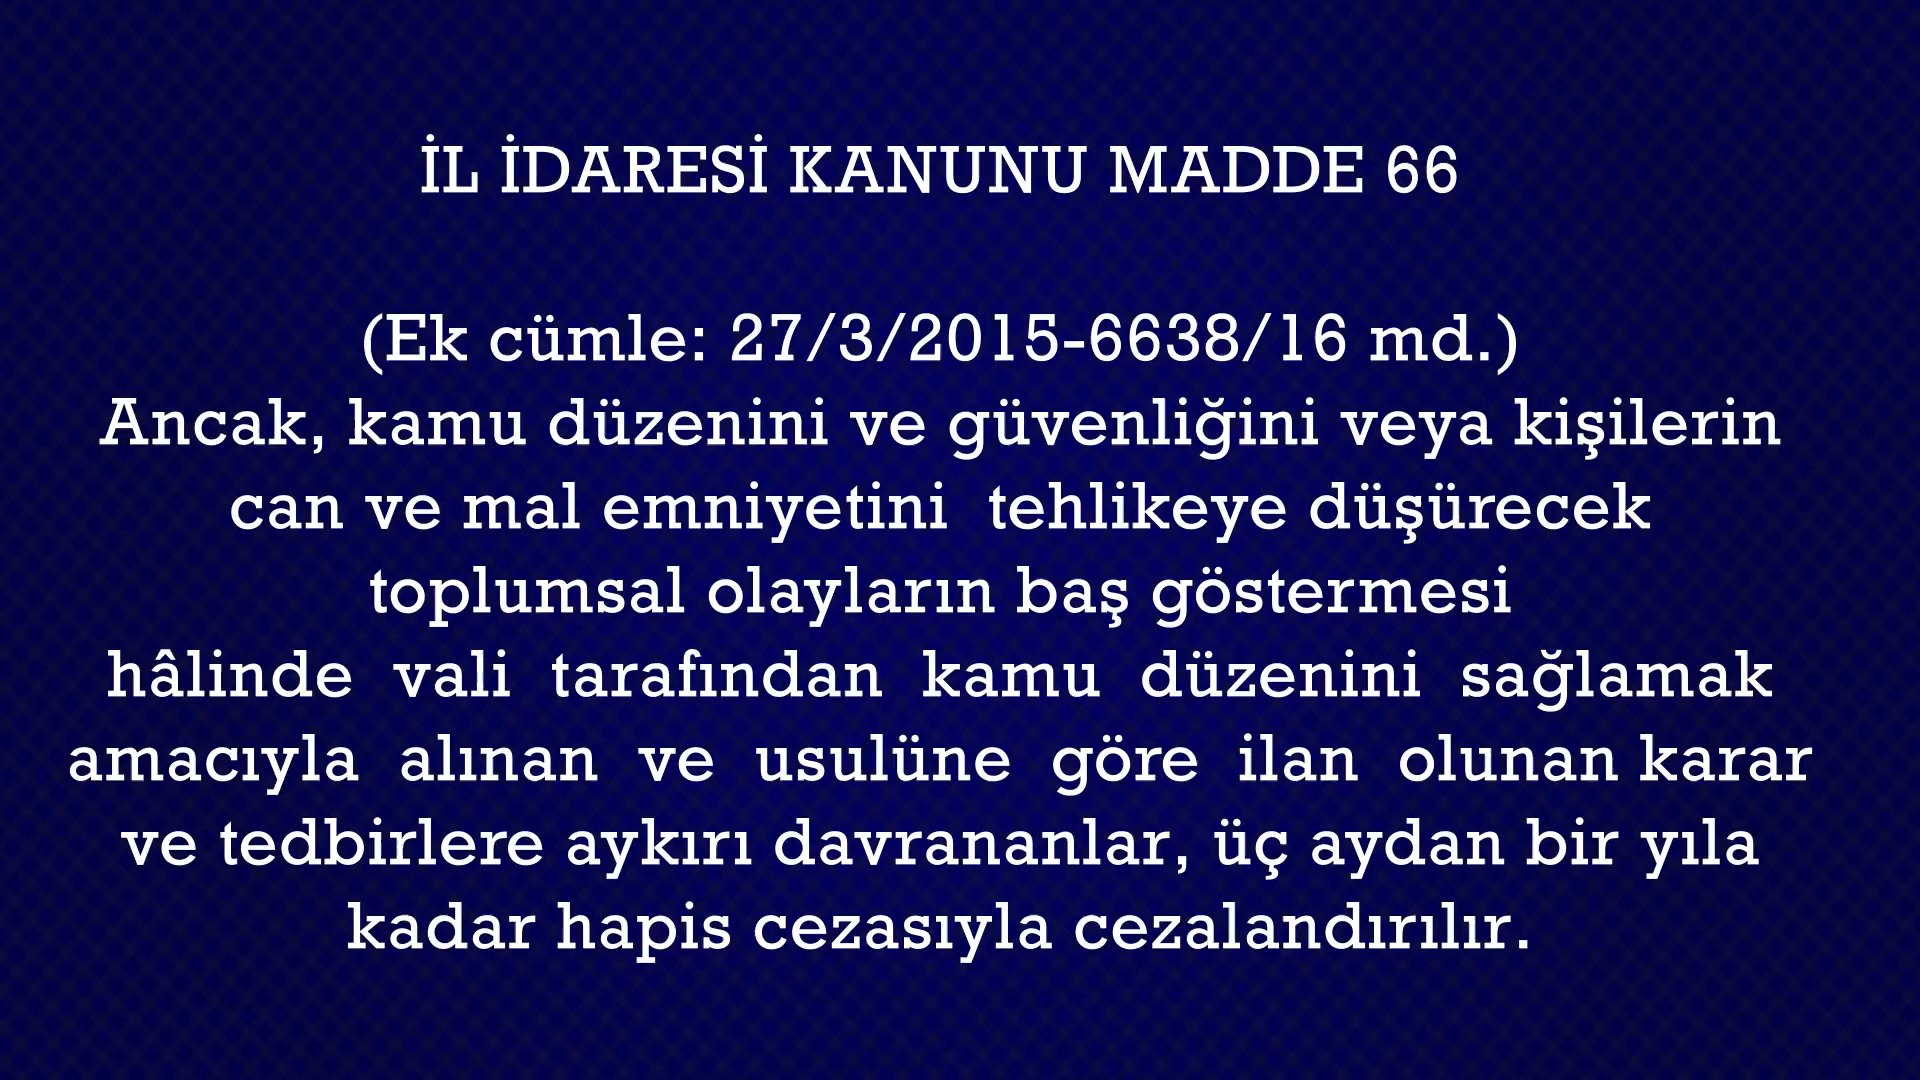 İL İDARESİ KANUNU MADDE 66
(Ek cümle: 27/3/2015-6638/16 md.)
Ancak, kamu düzenini ve güvenliğini veya kişilerin
can ve mal emniyetini  tehlikeye düşürecek
toplumsal olayların baş göstermesi
hâlinde  vali  tarafından  kamu  düzenini  sağlamak
amacıyla  alınan  ve  usulüne  göre  ilan  olunan karar
ve tedbirlere aykırı davrananlar, üç aydan bir yıla
kadar hapis cezasıyla cezalandırılır.